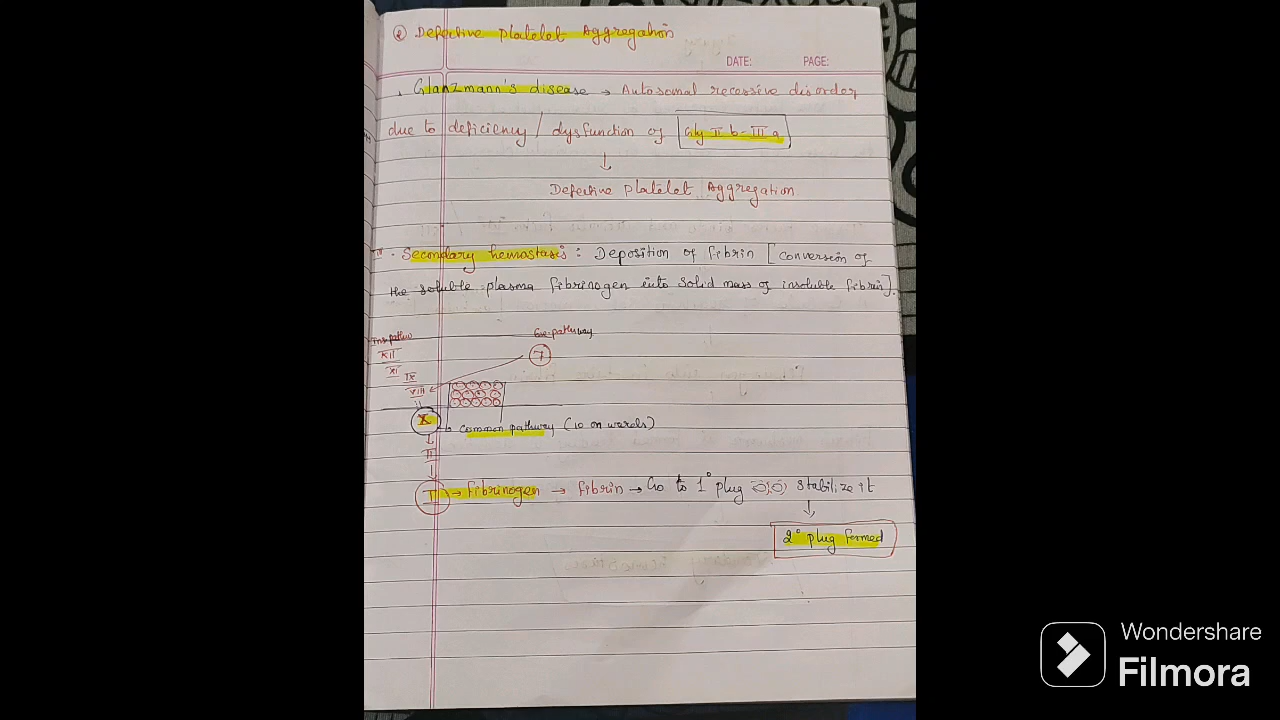 ② Defective Platelet Aggregation
DATE: PAGE:
. Glanzmann's disease → Autosomal recessive disorder
due to deficiency / dysfunction of Gly II b - III a
↓
Defective Platelet Aggregation
Secondary hemostasis : Deposition of fibrin [conversion of
the soluble plasma fibrinogen into solid mass of insoluble fibrin].
pathway
XII
7
XI
IX
VIII
X → common pathway (10 on wards)
↓
II
↓
I → fibrinogen → fibrin → Go to 1° plug stabilize it
↓
2° plug formed
Wondershare
Filmora